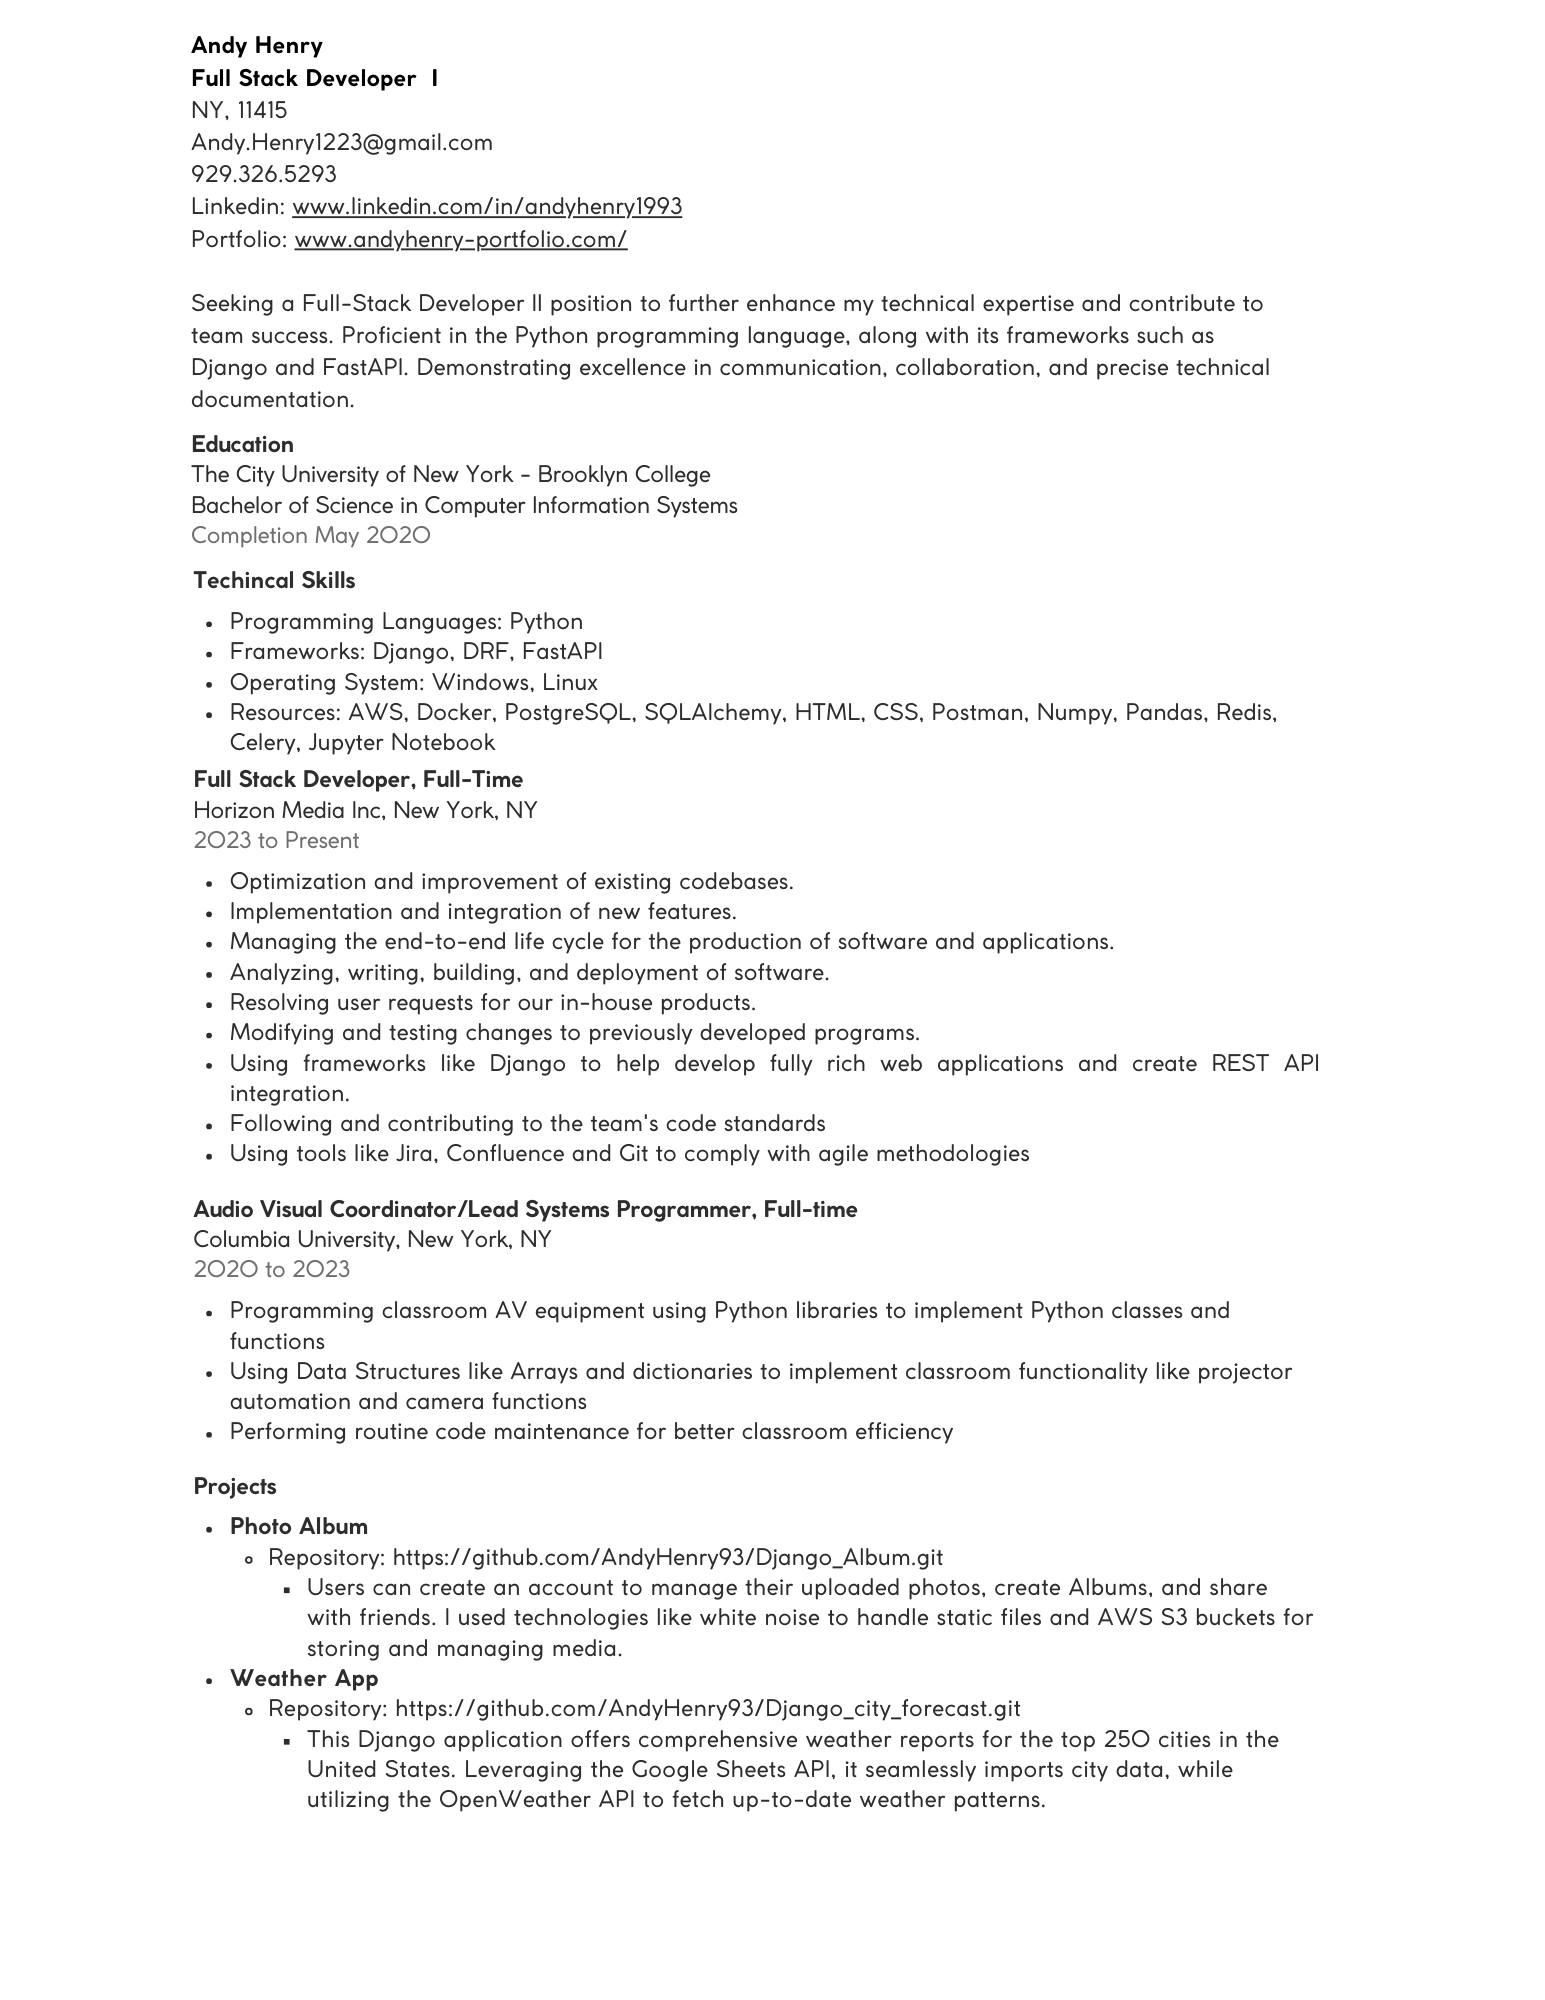 Andy Henry
Full Stack Developer I
NY, 11415
Andy.Henry1223@gmail.com
929.326.5293
Linkedin: www.linkedin.com/in/andyhenry1993
Portfolio: www.andyhenry-portfolio.com/
Seeking a Full-Stack Developer II position to further enhance my technical expertise and contribute to
team success. Proficient in the Python programming language, along with its frameworks such as
Django and FastAPI. Demonstrating excellence in communication, collaboration, and precise technical
documentation.
Education
The City University of New York - Brooklyn College
Bachelor of Science in Computer Information Systems
Completion May 2020
Techincal Skills
• Programming Languages: Python
• Frameworks: Django, DRF, FastAPI
• Operating System: Windows, Linux
• Resources: AWS, Docker, PostgreSQL, SQLAlchemy, HTML, CSS, Postman, Numpy, Pandas, Redis,
Celery, Jupyter Notebook
Full Stack Developer, Full-Time
Horizon Media Inc, New York, NY
2023 to Present
• Optimization and improvement of existing codebases.
• Implementation and integration of new features.
• Managing the end-to-end life cycle for the production of software and applications.
• Analyzing, writing, building, and deployment of software.
• Resolving user requests for our in-house products.
• Modifying and testing changes to previously developed programs.
• Using frameworks like Django to help develop fully rich web applications and create REST API
integration.
• Following and contributing to the team's code standards
• Using tools like Jira, Confluence and Git to comply with agile methodologies
Audio Visual Coordinator/Lead Systems Programmer, Full-time
Columbia University, New York, NY
2020 to 2023
• Programming classroom AV equipment using Python libraries to implement Python classes and
functions
• Using Data Structures like Arrays and dictionaries to implement classroom functionality like projector
automation and camera functions
• Performing routine code maintenance for better classroom efficiency
Projects
• Photo Album
∘ Repository: https://github.com/AndyHenry93/Django_Album.git
▪ Users can create an account to manage their uploaded photos, create Albums, and share
with friends. I used technologies like white noise to handle static files and AWS S3 buckets for
storing and managing media.
• Weather App
∘ Repository: https://github.com/AndyHenry93/Django_city_forecast.git
▪ This Django application offers comprehensive weather reports for the top 250 cities in the
United States. Leveraging the Google Sheets API, it seamlessly imports city data, while
utilizing the OpenWeather API to fetch up-to-date weather patterns.